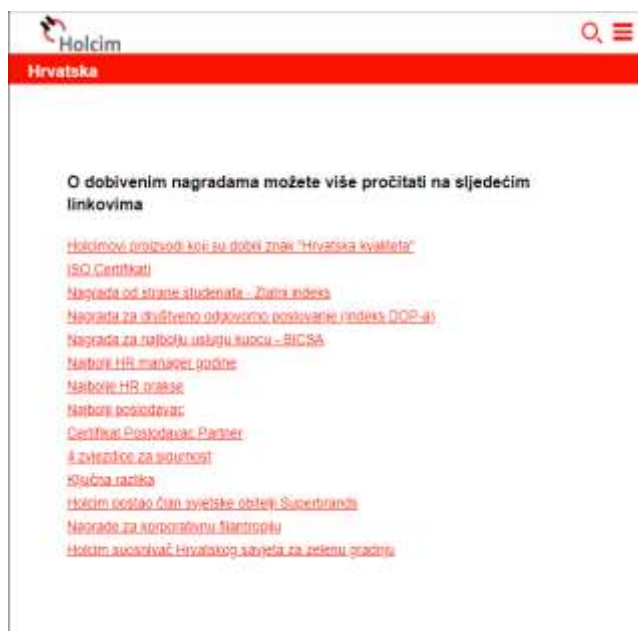 Holcim
Hrvatska
O dobivenim nagradama možete više pročitati na sljedećim
linkovima
Holcimovi proizvodi koji su dobili znak "Hrvatska kvaliteta"
ISO Certifikati
Nagrada od strane studenata - Zlatni indeks
Nagrada za društveno odgovorno poslovanje (indeks DOP-a)
Nagrada za najbolju uslugu kupcu - BICSA
Najbolji HR manager godine
Najbolje HR prakse
Najbolji poslodavac
Certifikat Poslodavac Partner
4 zvjezdice za sigurnost
Ključna razlika
Holcim postao član svjetske obitelji Superbrands
Nagrade za korporativnu filantropiju
Holcim suosnivač Hrvatskog savjeta za zelenu gradnju